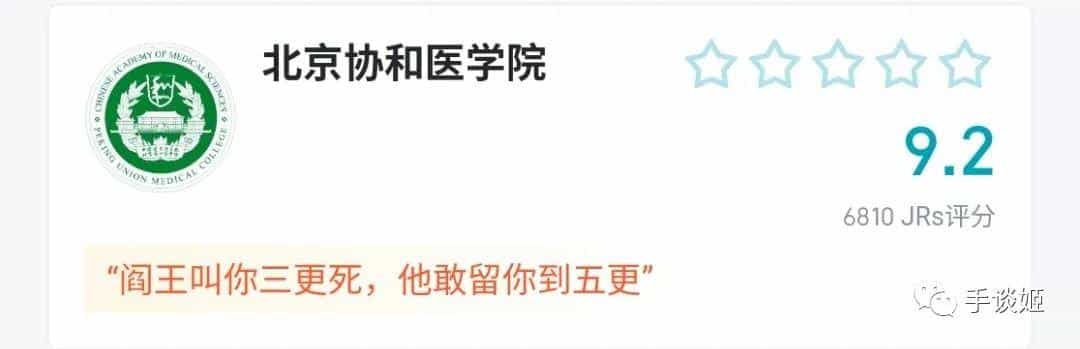 北京协和医学院
CHINESE ACADEMY OF MEDICAL SCIENCES
PEKING UNION MEDICAL COLLEGE
9.2
6810 JRs评分
“阎王叫你三更死，他敢留你到五更”
手谈姬